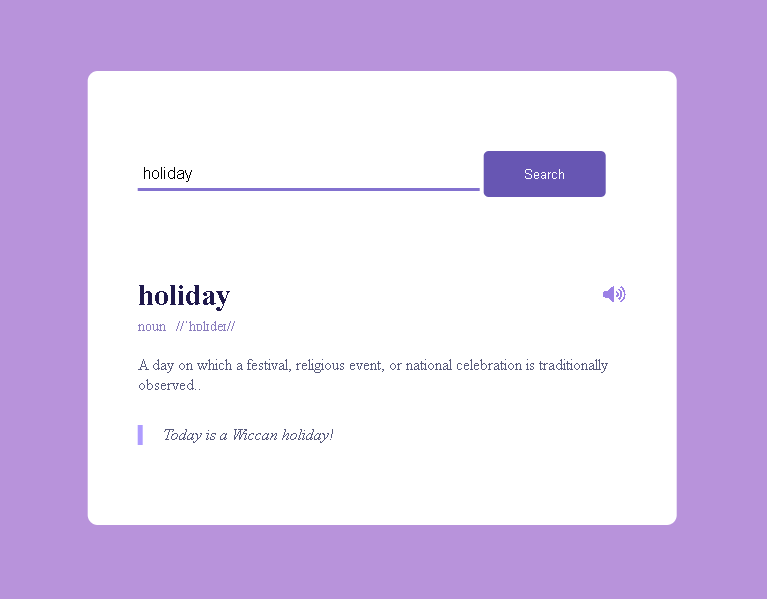 holiday
Search
holiday
noun //ˈhɒlɪdeɪ//
A day on which a festival, religious event, or national celebration is traditionally
observed..
Today is a Wiccan holiday!